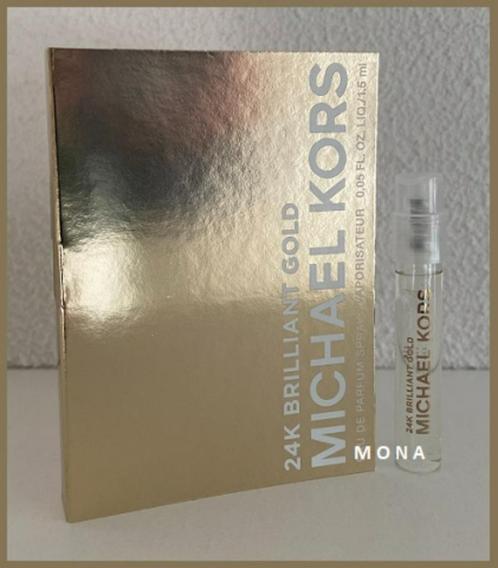 24K BRILLIANT GOLD
MICHAEL KORS
EAU DE PARFUM SPRAY VAPORISATEUR 0,05 FL. OZ. LIQ./1.5 ml
24K BRILLIANT GOLD
MICHAEL KORS
MONA